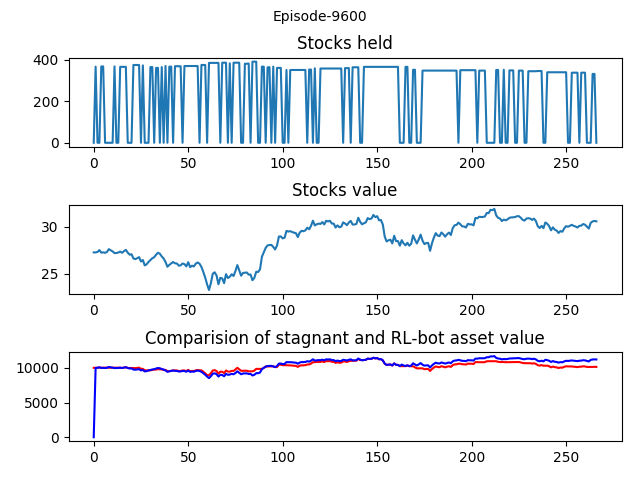 Episode-9600
Stocks held
400
200
0
0 50 100 150 200 250
Stocks value
30
25
0 50 100 150 200 250
Comparision of stagnant and RL-bot asset value
10000
5000
0
0 50 100 150 200 250